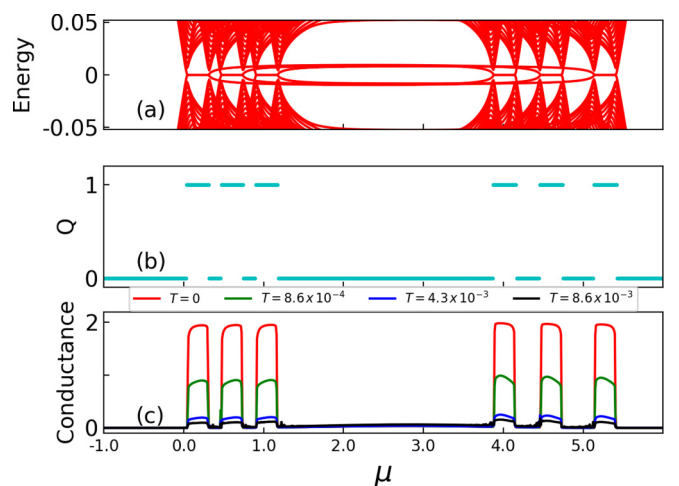 0.05
Energy
0
-0.05
(a)
1
Q
0
(b)
T = 0
T = 8.6 x 10⁻⁴
T = 4.3 x 10⁻³
T = 8.6 x 10⁻³
2
Conductance
0
(c)
-1.0 0.0 1.0 2.0 3.0 4.0 5.0
μ